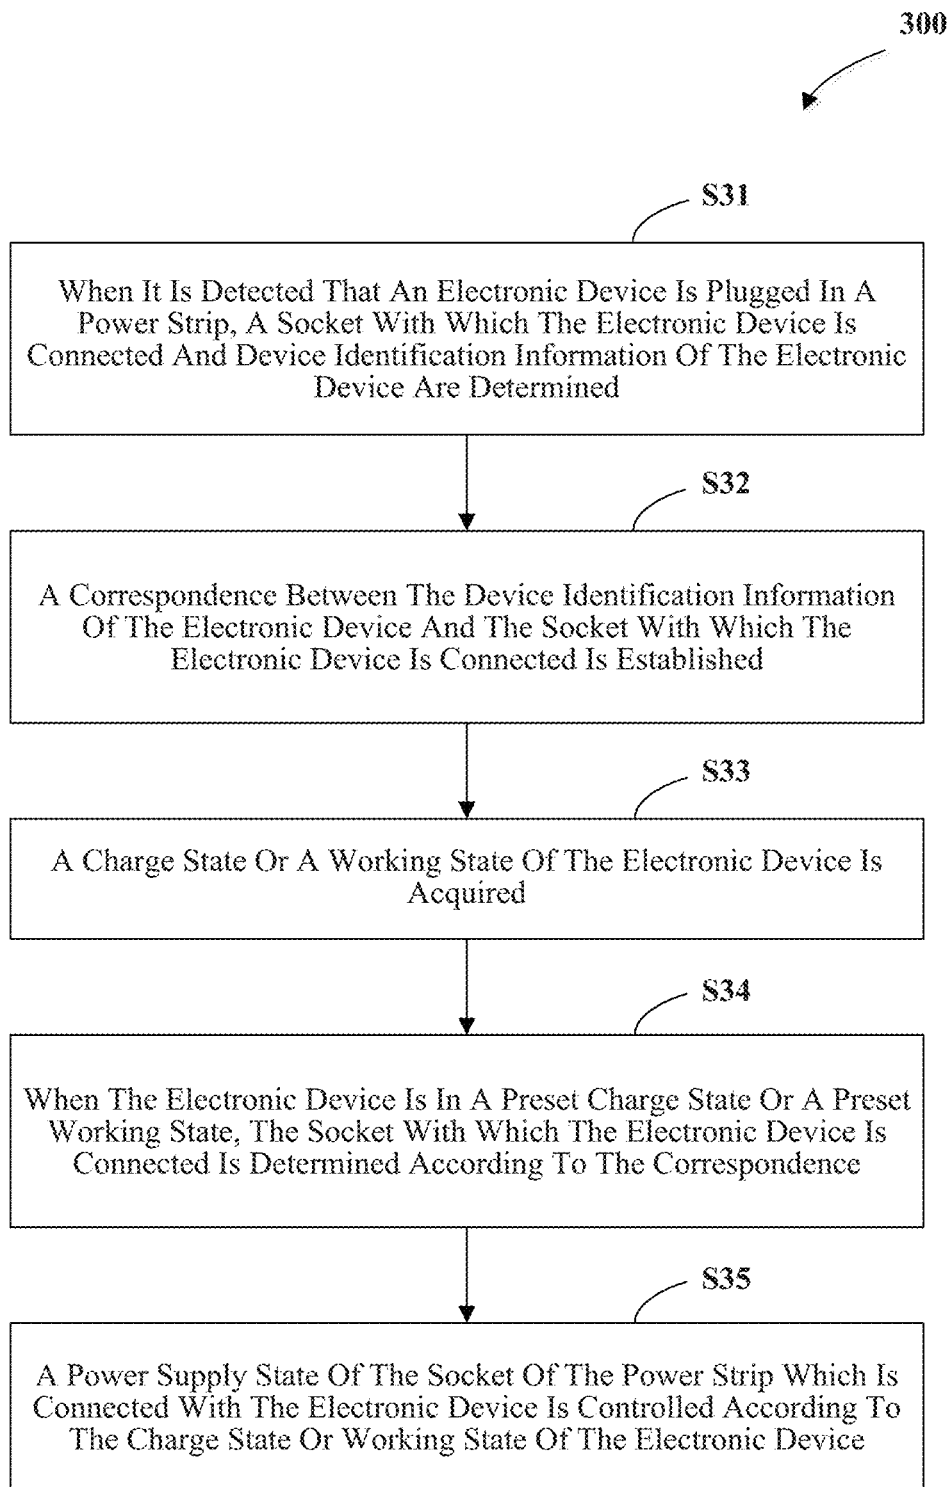 300
S31
When It Is Detected That An Electronic Device Is Plugged In A
Power Strip, A Socket With Which The Electronic Device Is
Connected And Device Identification Information Of The Electronic
Device Are Determined
S32
A Correspondence Between The Device Identification Information
Of The Electronic Device And The Socket With Which The
Electronic Device Is Connected Is Established
S33
A Charge State Or A Working State Of The Electronic Device Is
Acquired
S34
When The Electronic Device Is In A Preset Charge State Or A Preset
Working State, The Socket With Which The Electronic Device Is
Connected Is Determined According To The Correspondence
S35
A Power Supply State Of The Socket Of The Power Strip Which Is
Connected With The Electronic Device Is Controlled According To
The Charge State Or Working State Of The Electronic Device